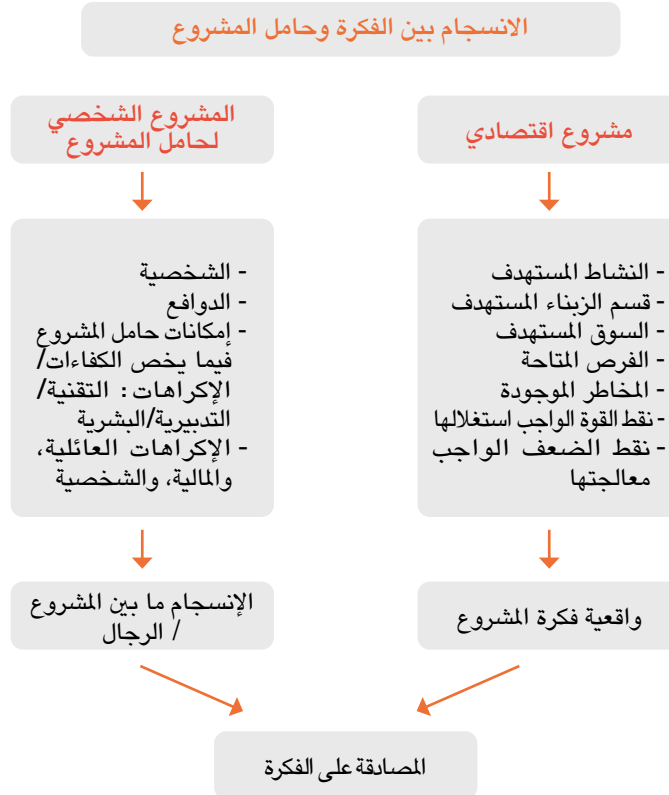 الانسجام بين الفكرة وحامل المشروع
مشروع اقتصادي
- النشاط المستهدف
- قسم الزبناء المستهدف
- السوق المستهدف
- الفرص المتاحة
- المخاطر الموجودة
- نقط القوة الواجب استغلالها
- نقط الضعف الواجب
معالجتها
واقعية فكرة المشروع
المشروع الشخصي
لحامل المشروع
- الشخصية
- الدوافع
- إمكانات حامل المشروع
فيما يخص الكفاءات/
الإكراهات : التقنية/
التدبيرية/البشرية
- الإكراهات العائلية،
والمالية، والشخصية
الإنسجام ما بين المشروع
/ الرجال
المصادقة على الفكرة